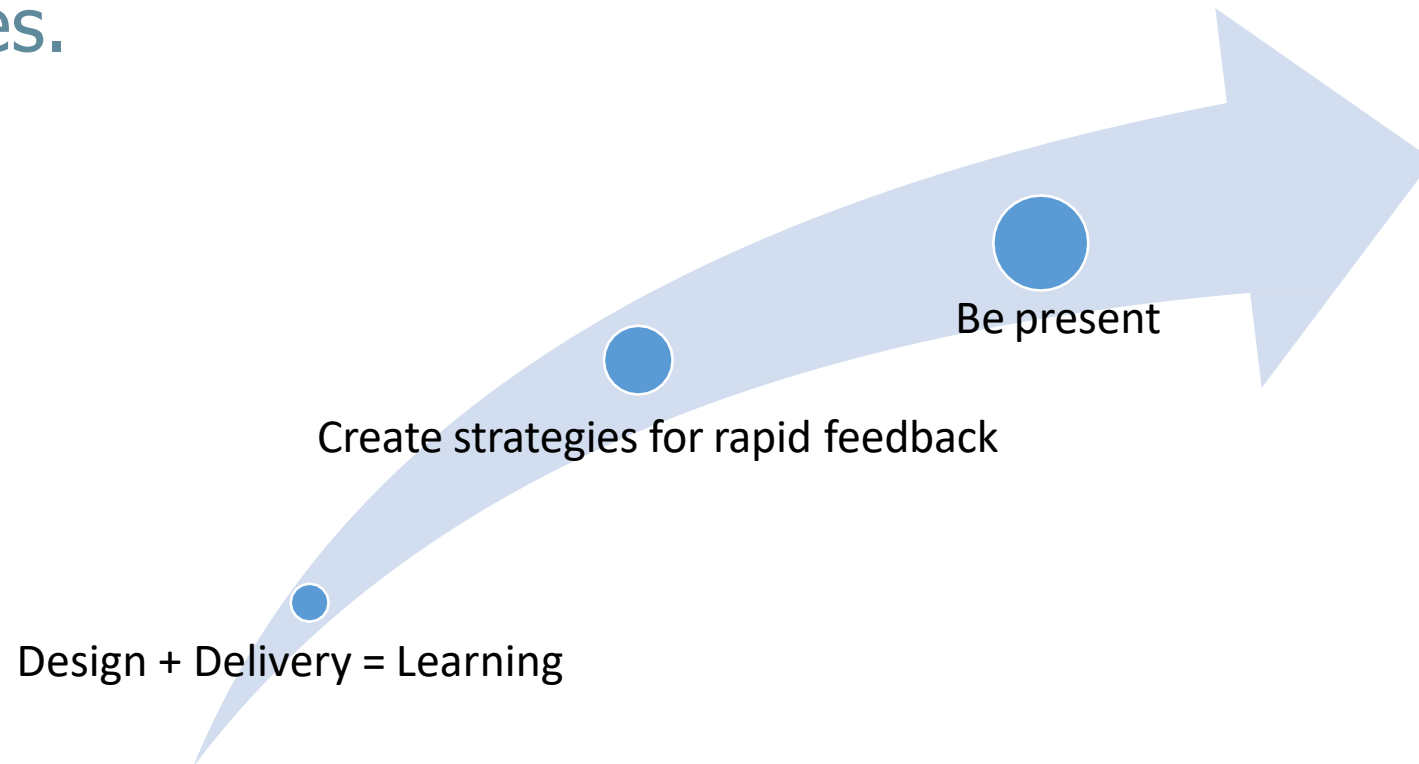 es.
Be present
Create strategies for rapid feedback
Design + Delivery = Learning